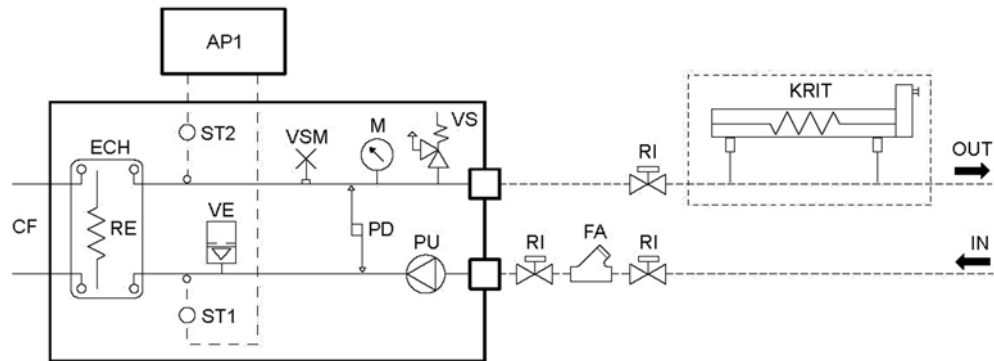 AP1
KRIT
ST2
VSM
M
VS
ECH
RI
OUT
CF
RE
VE
PD
PU
RI
FA
RI
IN
ST1